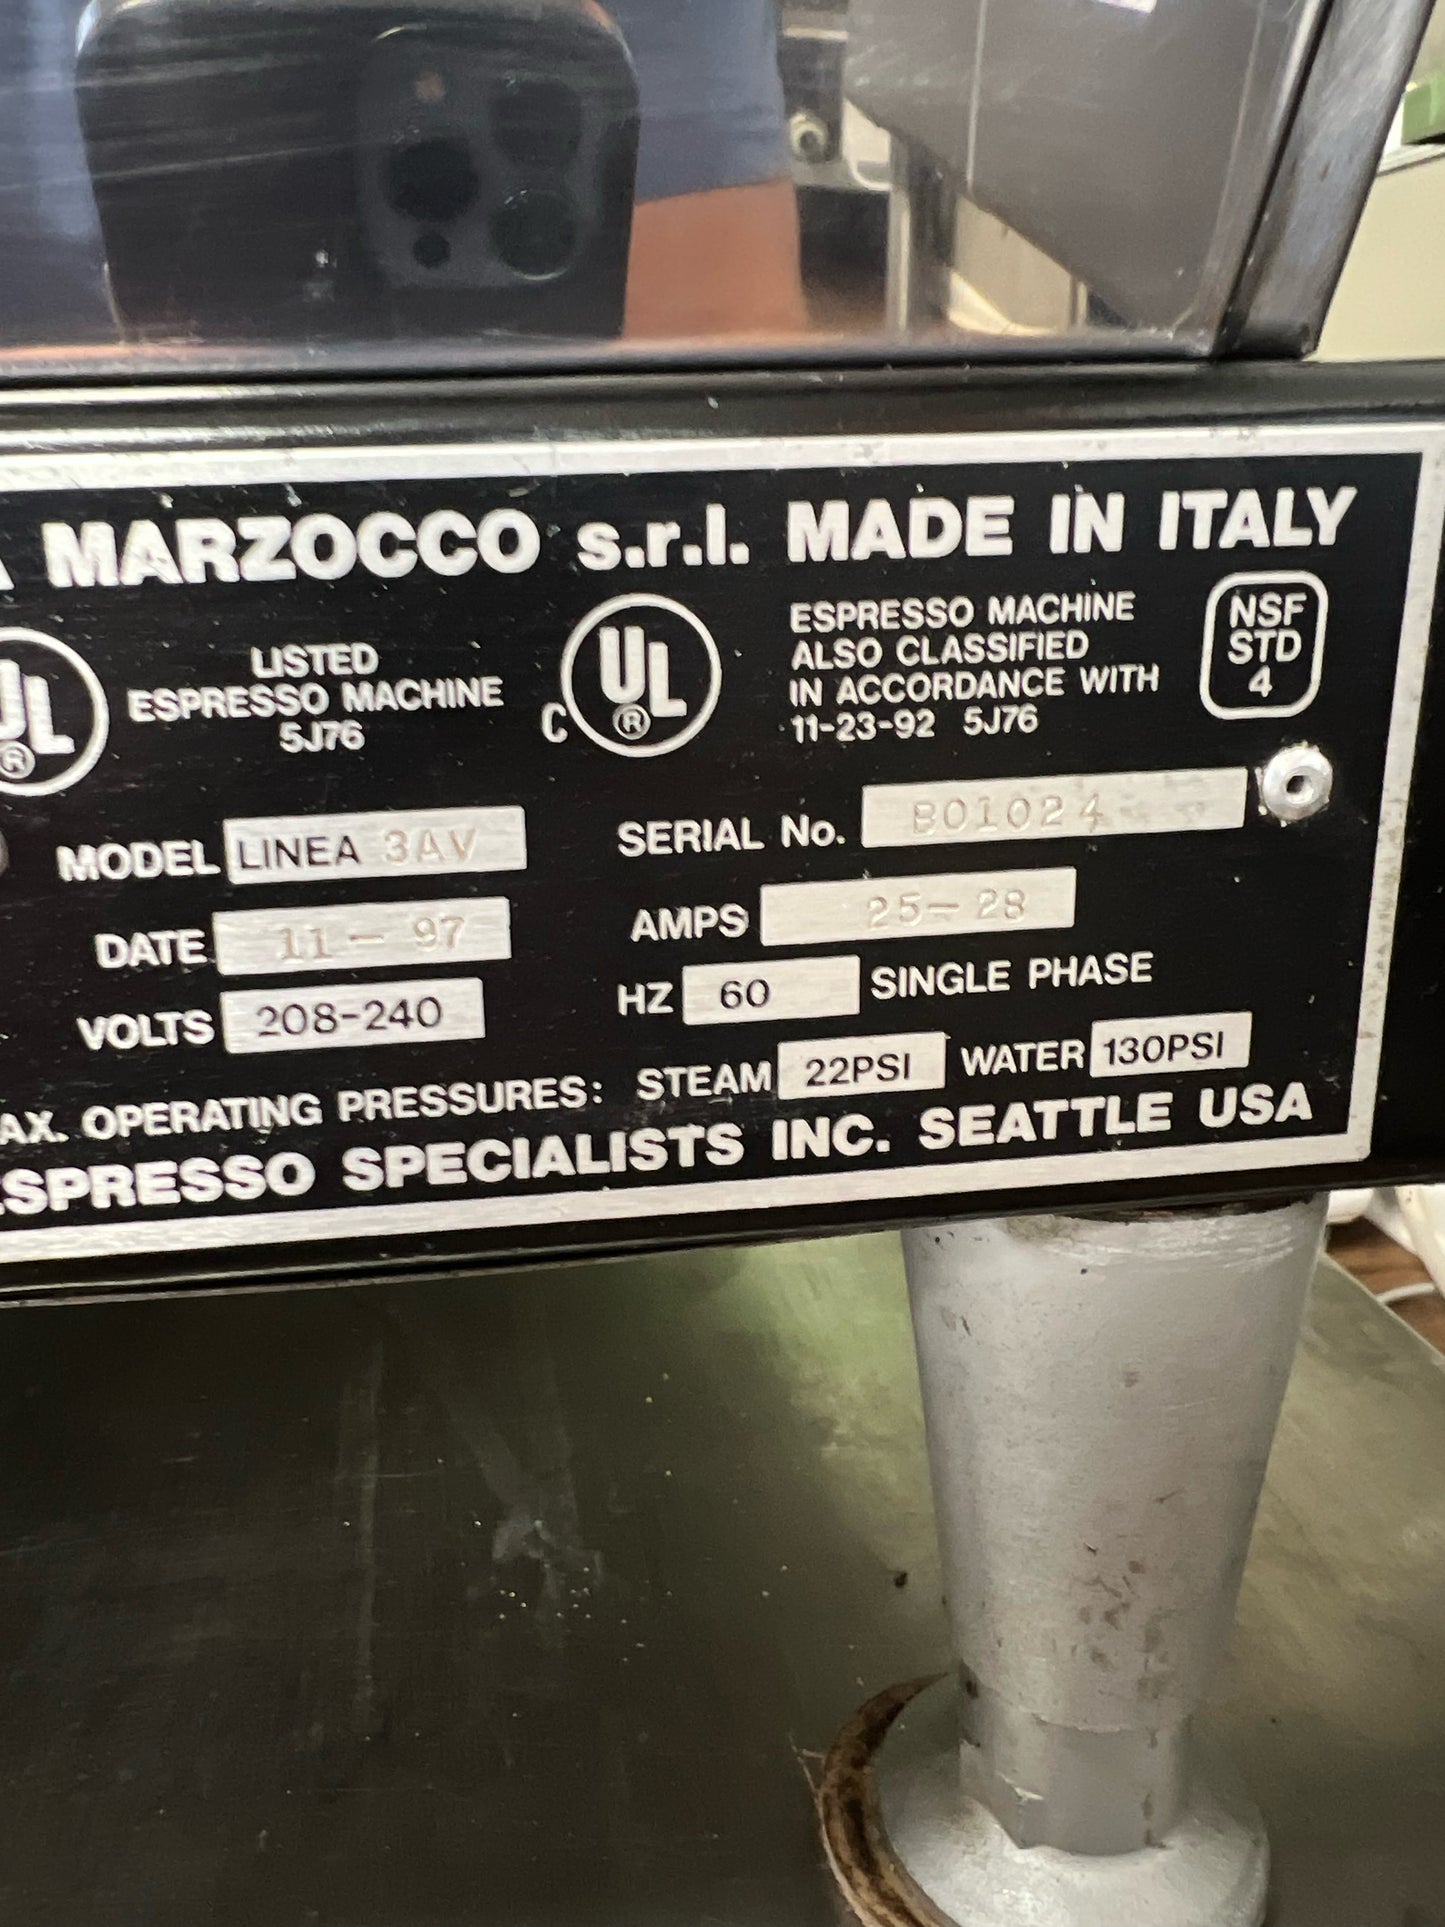 MARZOCCO s.r.l. MADE IN ITALY
UL
®
LISTED
ESPRESSO MACHINE
5J76
C UL
®
ESPRESSO MACHINE
ALSO CLASSIFIED
IN ACCORDANCE WITH
11-23-92 5J76
NSF
STD
4
MODEL LINEA 3AV
SERIAL No. B01024
DATE 11-97
AMPS 25-28
VOLTS 208-240
HZ 60 SINGLE PHASE
AX. OPERATING PRESSURES: STEAM 22PSI WATER 130PSI
ESPRESSO SPECIALISTS INC. SEATTLE USA